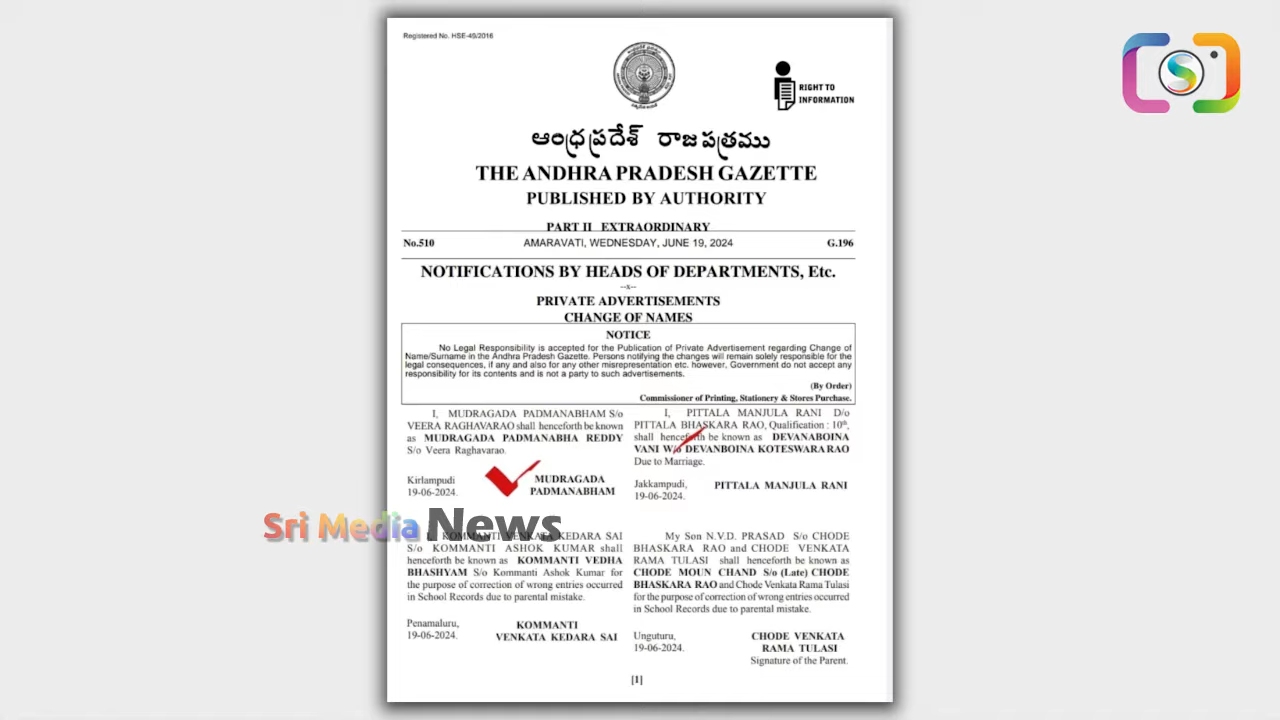 Registered No. HSE-49/2016
RIGHT TO
INFORMATION
ఆంధ్రప్రదేశ్ రాజపత్రము
THE ANDHRA PRADESH GAZETTE
PUBLISHED BY AUTHORITY
PART II EXTRAORDINARY
No.510 AMARAVATI, WEDNESDAY, JUNE 19, 2024 G.196
NOTIFICATIONS BY HEADS OF DEPARTMENTS, Etc.
--x--
PRIVATE ADVERTISEMENTS
CHANGE OF NAMES
NOTICE
No Legal Responsibility is accepted for the Publication of Private Advertisement regarding Change of
Name/Surname in the Andhra Pradesh Gazette. Persons notifying the changes will remain solely responsible for the
legal consequences, if any and also for any other misrepresentation etc. however, Government do not accept any
responsibility for its contents and is not a party to such advertisements.
(By Order)
Commissioner of Printing, Stationery & Stores Purchase.
I, MUDRAGADA PADMANABHAM S/o
VEERA RAGHAVARAO shall henceforth be known
as MUDRAGADA PADMANABHA REDDY
S/o Veera Raghavarao.
Kirlampudi
19-06-2024.
MUDRAGADA
PADMANABHAM
I, PITTALA MANJULA RANI D/o
PITTALA BHASKARA RAO, Qualification : 10th,
shall henceforth be known as DEVANABOINA
VANI W/o DEVANBOINA KOTESWARA RAO
Due to Marriage.
Jakkampudi,
19-06-2024.
PITTALA MANJULA RANI
Sri Media News
I, KOMMANTI VENKATA KEDARA SAI
S/o KOMMANTI ASHOK KUMAR shall
henceforth be known as KOMMANTI VEDHA
BHASHYAM S/o Kommanti Ashok Kumar for
the purpose of correction of wrong entries occurred
in School Records due to parental mistake.
Penamaluru,
19-06-2024.
KOMMANTI
VENKATA KEDARA SAI
My Son N.V.D. PRASAD S/o CHODE
BHASKARA RAO and CHODE VENKATA
RAMA TULASI shall henceforth be known as
CHODE MOUN CHAND S/o (Late) CHODE
BHASKARA RAO and Chode Venkata Rama Tulasi
for the purpose of correction of wrong entries occurred
in School Records due to parental mistake.
Unguturu,
19-06-2024.
CHODE VENKATA
RAMA TULASI
Signature of the Parent.
[1]